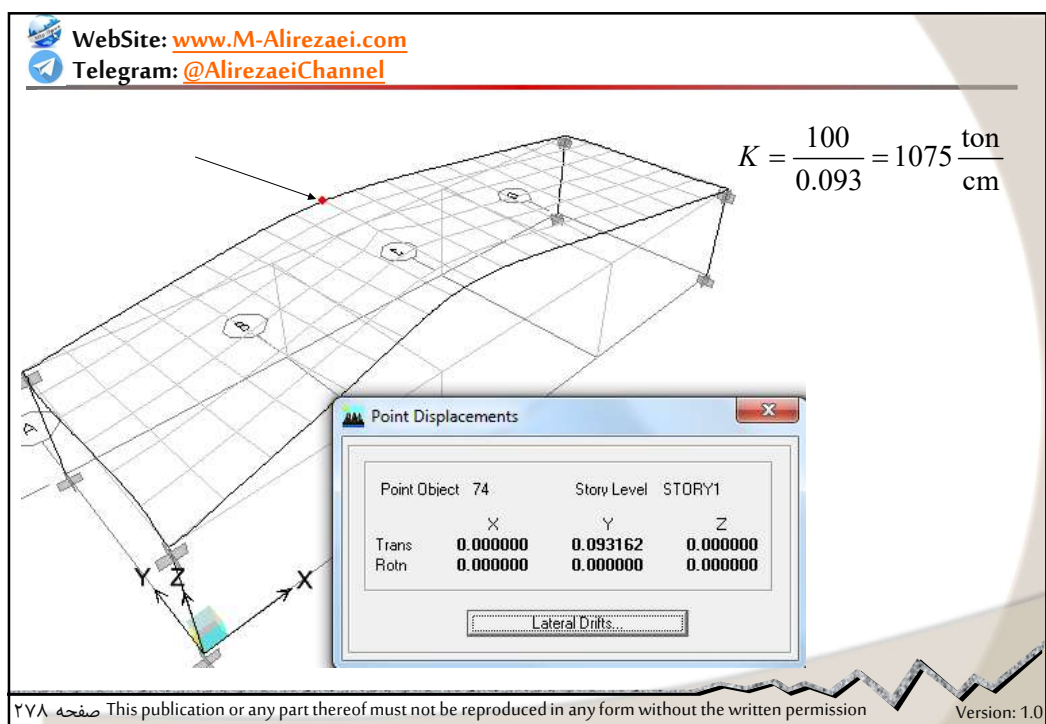 WebSite: www.M-Alirezaei.com
Telegram: @AlirezaeiChannel
K = 100 / 0.093 = 1075 ton / cm
B
A
B
A
Y Z X
Point Displacements
Point Object 74 Story Level STORY1
X Y Z
Trans 0.000000 0.093162 0.000000
Rotn 0.000000 0.000000 0.000000
Lateral Drifts...
صفحه ۲۷۸ This publication or any part thereof must not be reproduced in any form without the written permission Version: 1.0